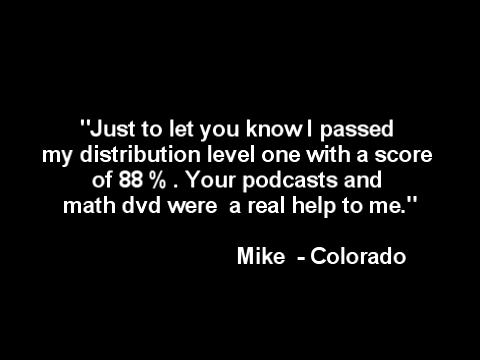 "Just to let you know I passed
my distribution level one with a score
of 88 % . Your podcasts and
math dvd were  a real help to me."
Mike  - Colorado